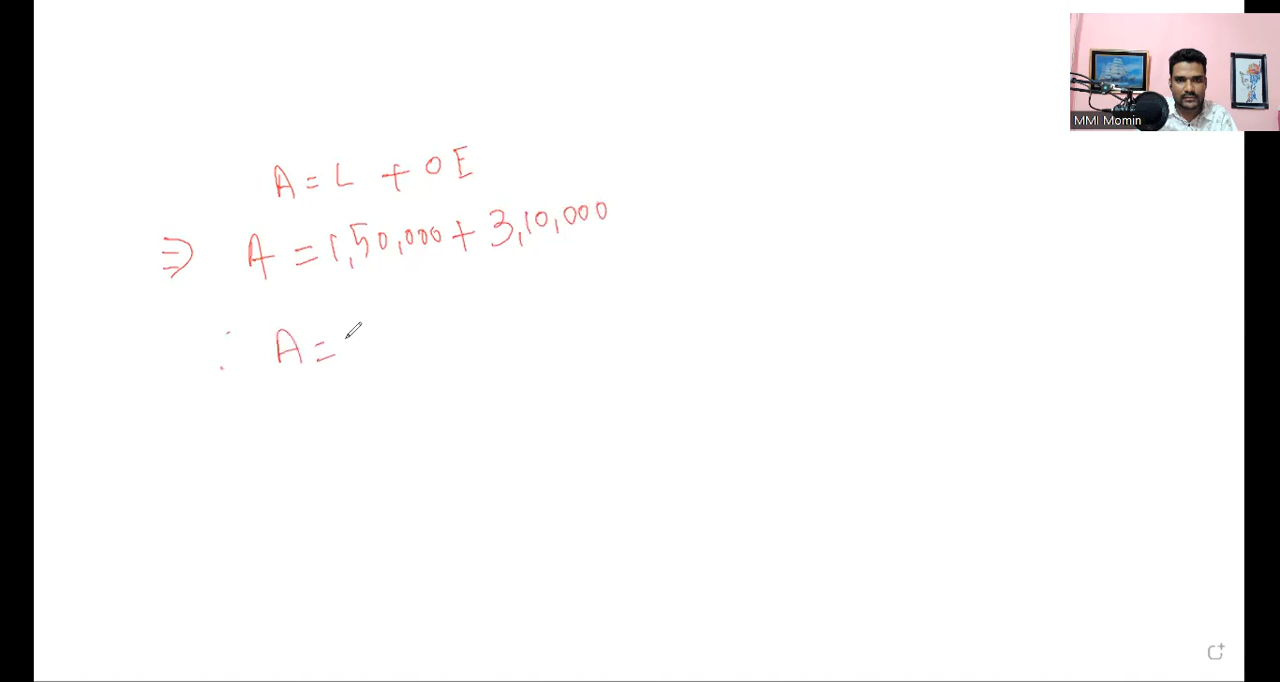 A = L + OE
⇒ A = 1,50,000 + 3,10,000
∴ A =
MMI Momin